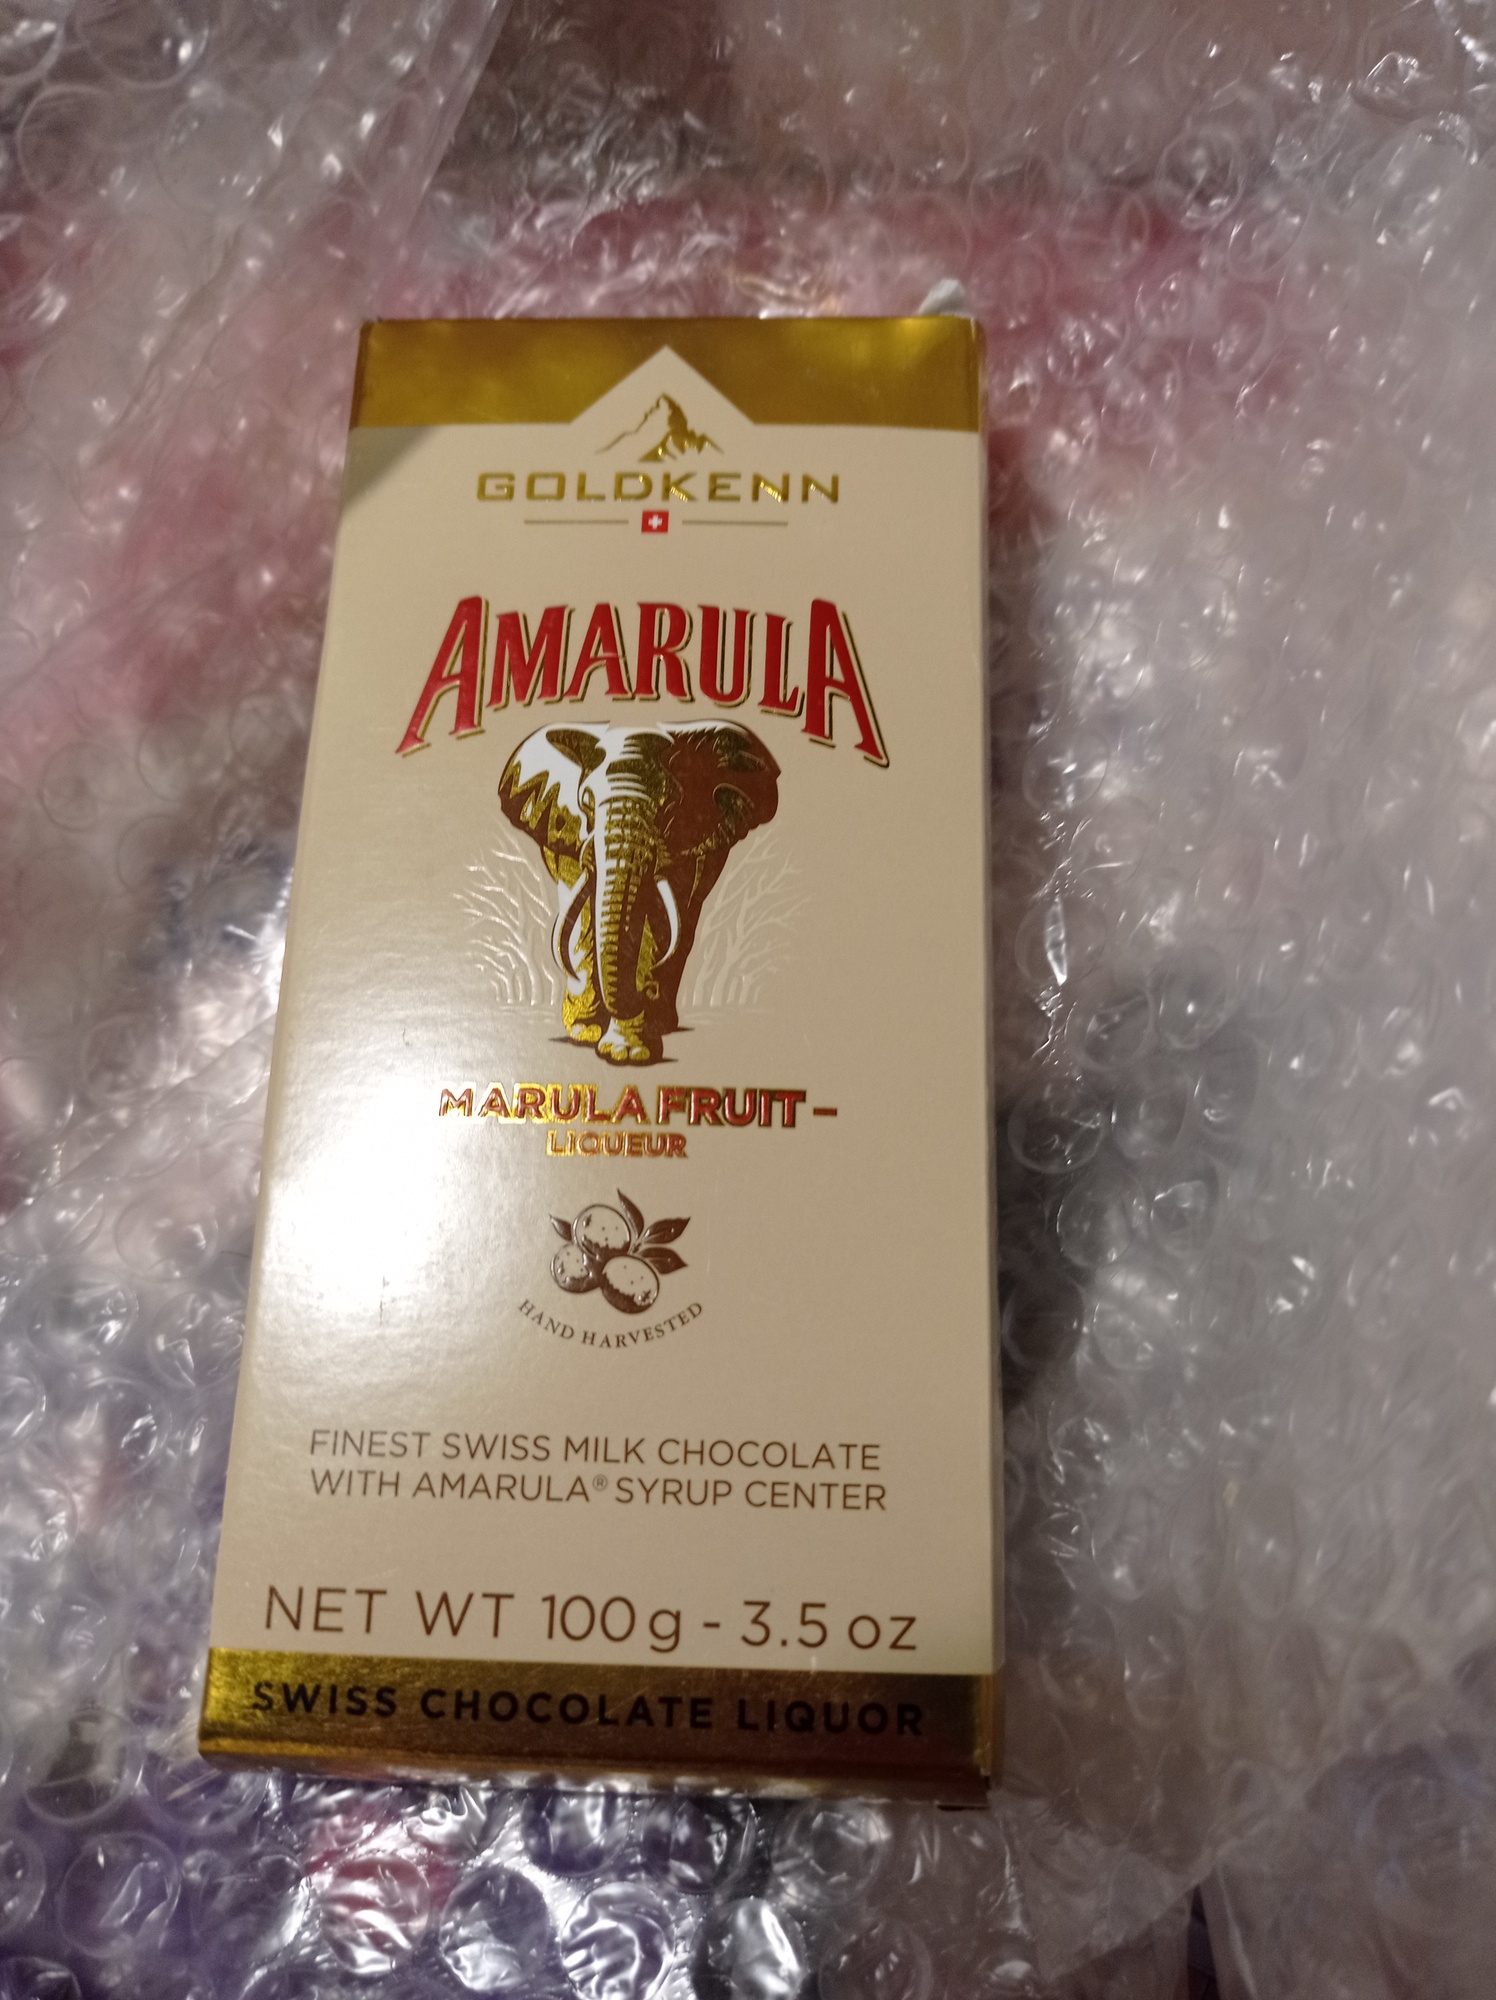 GOLDKENN
AMARULA
MARULA FRUIT –
LIQUEUR
HAND HARVESTED
FINEST SWISS MILK CHOCOLATE
WITH AMARULA® SYRUP CENTER
NET WT 100g - 3.5 oz
SWISS CHOCOLATE LIQUOR